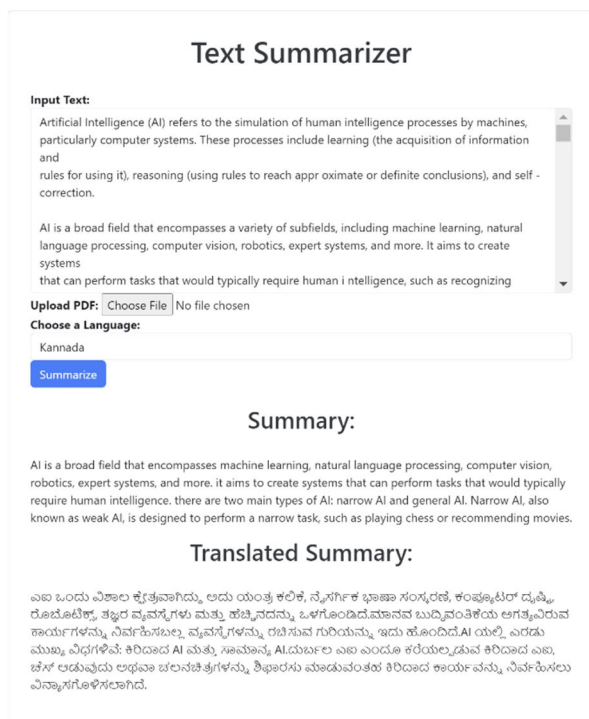 Text Summarizer
Input Text:
Artificial Intelligence (AI) refers to the simulation of human intelligence processes by machines,
particularly computer systems. These processes include learning (the acquisition of information
and
rules for using it), reasoning (using rules to reach appr oximate or definite conclusions), and self -
correction.
AI is a broad field that encompasses a variety of subfields, including machine learning, natural
language processing, computer vision, robotics, expert systems, and more. It aims to create
systems
that can perform tasks that would typically require human i ntelligence, such as recognizing
Upload PDF: Choose File No file chosen
Choose a Language:
Kannada
Summarize
Summary:
AI is a broad field that encompasses machine learning, natural language processing, computer vision,
robotics, expert systems, and more. it aims to create systems that can perform tasks that would typically
require human intelligence. there are two main types of AI: narrow AI and general AI. Narrow AI, also
known as weak AI, is designed to perform a narrow task, such as playing chess or recommending movies.
Translated Summary:
ಎಐ ಒಂದು ವಿಶಾಲ ಕ್ಷೇತ್ರವಾಗಿದ್ದು, ಅದು ಯಂತ್ರ ಕಲಿಕೆ, ನೈಸರ್ಗಿಕ ಭಾಷಾ ಸಂಸ್ಕರಣೆ, ಕಂಪ್ಯೂಟರ್ ದೃಷ್ಟಿ,
ರೊಬೊಟಿಕ್ಸ್, ತಜ್ಞರ ವ್ಯವಸ್ಥೆಗಳು ಮತ್ತು ಹೆಚ್ಚಿನದನ್ನು ಒಳಗೊಂಡಿದೆ.ಮಾನವ ಬುದ್ಧಿವಂತಿಕೆಯ ಅಗತ್ಯವಿರುವ
ಕಾರ್ಯಗಳನ್ನು ನಿರ್ವಹಿಸಬಲ್ಲ ವ್ಯವಸ್ಥೆಗಳನ್ನು ರಚಿಸುವ ಗುರಿಯನ್ನು ಇದು ಹೊಂದಿದೆ.AI ಯಲ್ಲಿ ಎರಡು
ಮುಖ್ಯ ವಿಧಗಳಿವೆ: ಕಿರಿದಾದ AI ಮತ್ತು ಸಾಮಾನ್ಯ AI.ದುರ್ಬಲ ಎಐ ಎಂದೂ ಕರೆಯಲ್ಪಡುವ ಕಿರಿದಾದ ಎಐ,
ಚೆಸ್ ಆಡುವುದು ಅಥವಾ ಚಲನಚಿತ್ರಗಳನ್ನು ಶಿಫಾರಸು ಮಾಡುವಂತಹ ಕಿರಿದಾದ ಕಾರ್ಯವನ್ನು ನಿರ್ವಹಿಸಲು
ವಿನ್ಯಾಸಗೊಳಿಸಲಾಗಿದೆ.